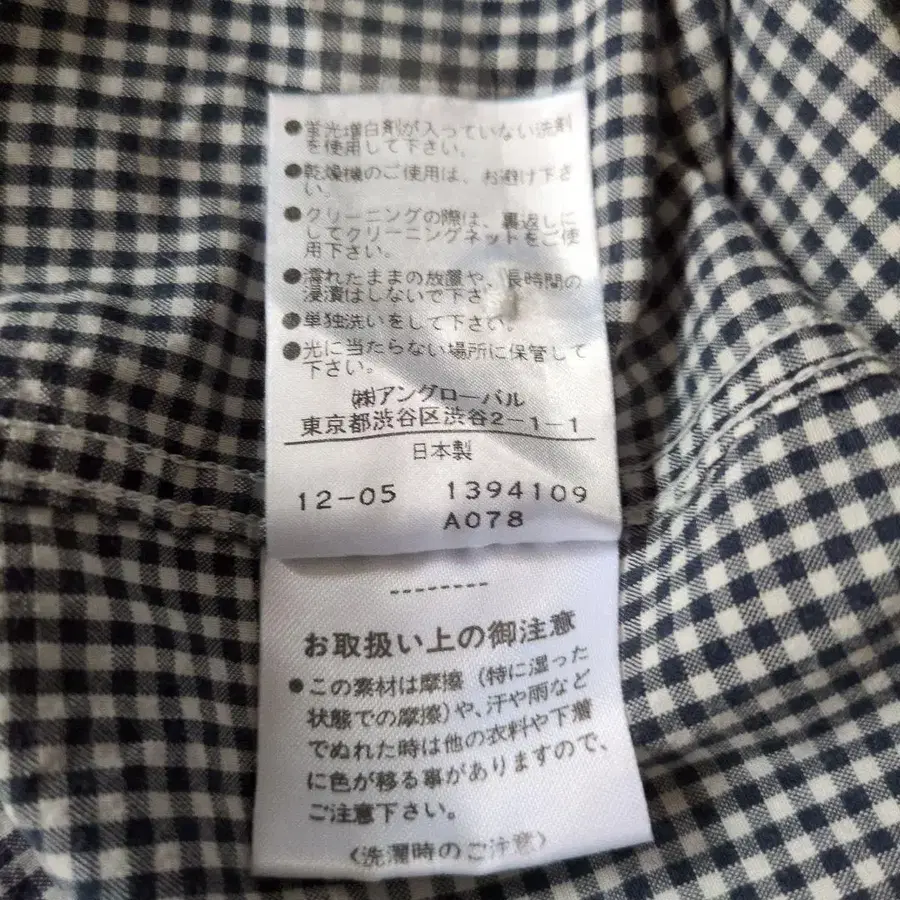 ●蛍光増白剤が入っていない洗剤
を使用して下さい。
●乾燥機のご使用は、お避け下さ
い。
●クリーニングの際は、裏返しに
してクリーニングネットをご使
用下さい。
●濡れたままの放置や、長時間の
浸漬はしないで下さ
●単独洗いをして下さい。
●光に当たらない場所に保管して
下さい。
㈱アングローバル
東京都渋谷区渋谷2-1-1
日本製
12-05 1394109
A078
--------
お取扱い上の御注意
●この素材は摩擦（特に湿った
状態での摩擦）や、汗や雨など
でぬれた時は他の衣料や下着
に色が移る事がありますので、
ご注意下さい。
〈洗濯時のご注意〉